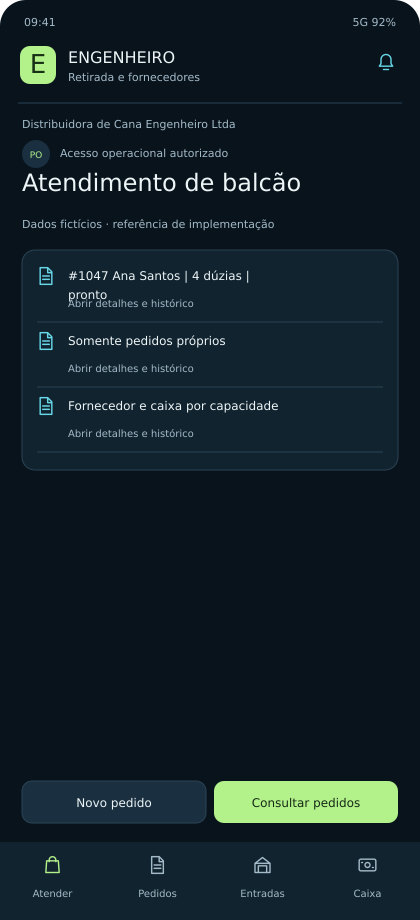 09:41
5G 92%
E
ENGENHEIRO
Retirada e fornecedores
Distribuidora de Cana Engenheiro Ltda
PO
Acesso operacional autorizado
Atendimento de balcão
Dados fictícios · referência de implementação
#1047 Ana Santos | 4 dúzias |
pronto
Abrir detalhes e histórico
Somente pedidos próprios
Abrir detalhes e histórico
Fornecedor e caixa por capacidade
Abrir detalhes e histórico
Novo pedido
Consultar pedidos
Atender
Pedidos
Entradas
Caixa